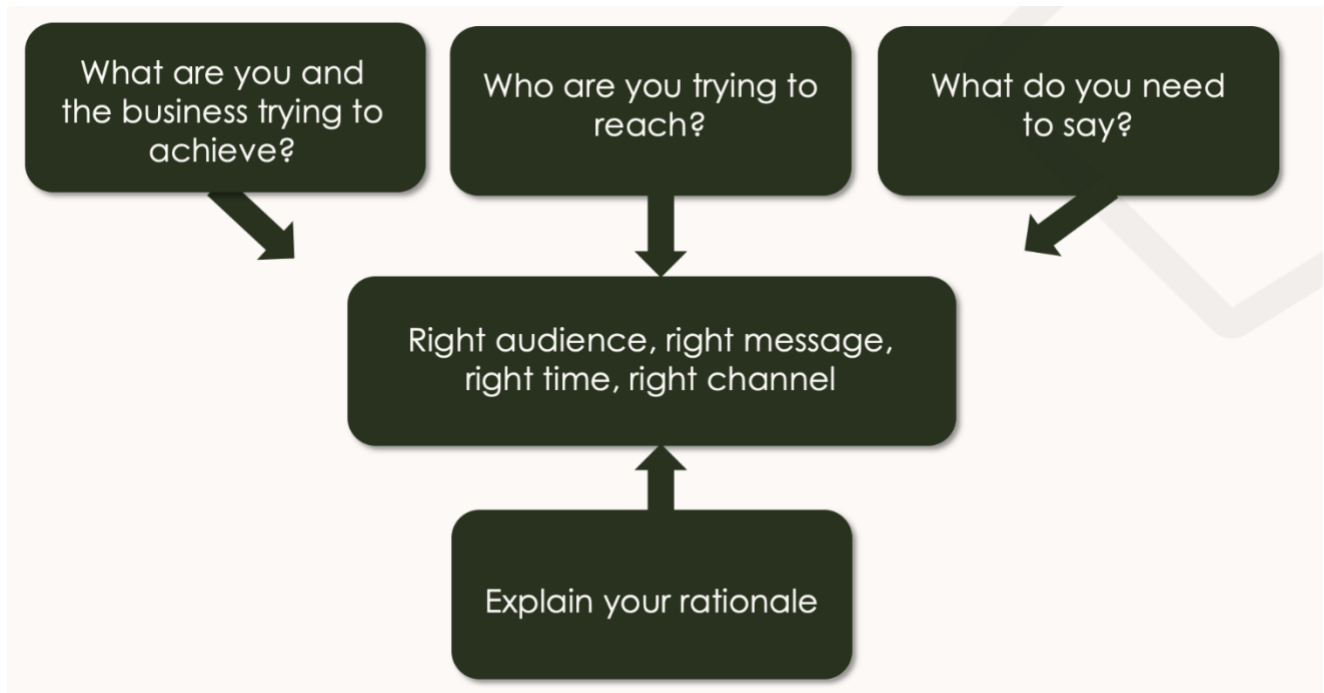 What are you and
the business trying to
achieve?
Who are you trying to
reach?
What do you need
to say?
Right audience, right message,
right time, right channel
Explain your rationale